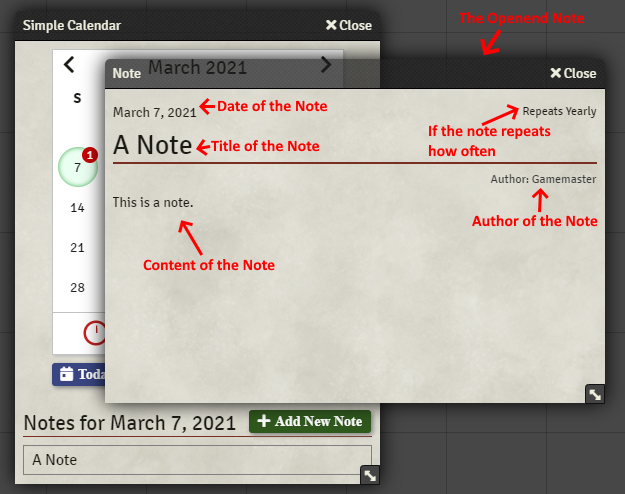 Simple Calendar
Close
The Openend Note
March 2021
Note
Close
S
March 7, 2021
Date of the Note
Repeats Yearly
If the note repeats
how often
A Note
Title of the Note
7
1
Author: Gamemaster
This is a note.
14
Author of the Note
21
Content of the Note
28
Toda
Notes for March 7, 2021
Add New Note
A Note